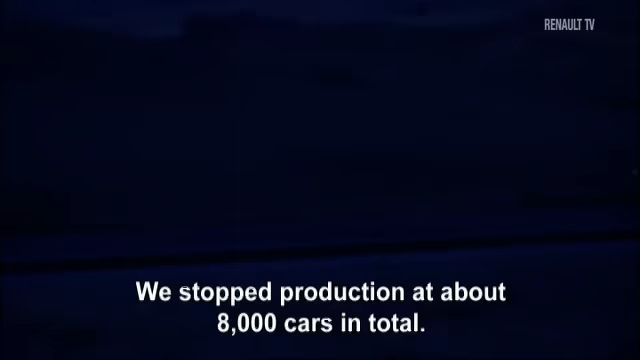 RENAULT TV
We stopped production at about
8,000 cars in total.